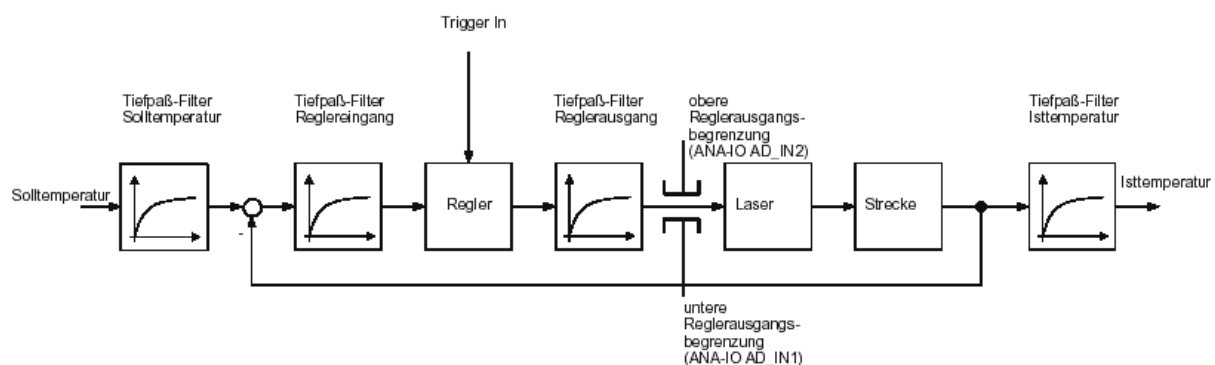 Trigger In
Tiefpaß-Filter
Solltemperatur
Tiefpaß-Filter
Reglereingang
Tiefpaß-Filter
Reglerausgang
obere
Reglerausgangs-
begrenzung
(ANA-IO AD_IN2)
Tiefpaß-Filter
Isttemperatur
Solltemperatur
-
Regler
Laser
Strecke
Isttemperatur
untere
Reglerausgangs-
begrenzung
(ANA-IO AD_IN1)